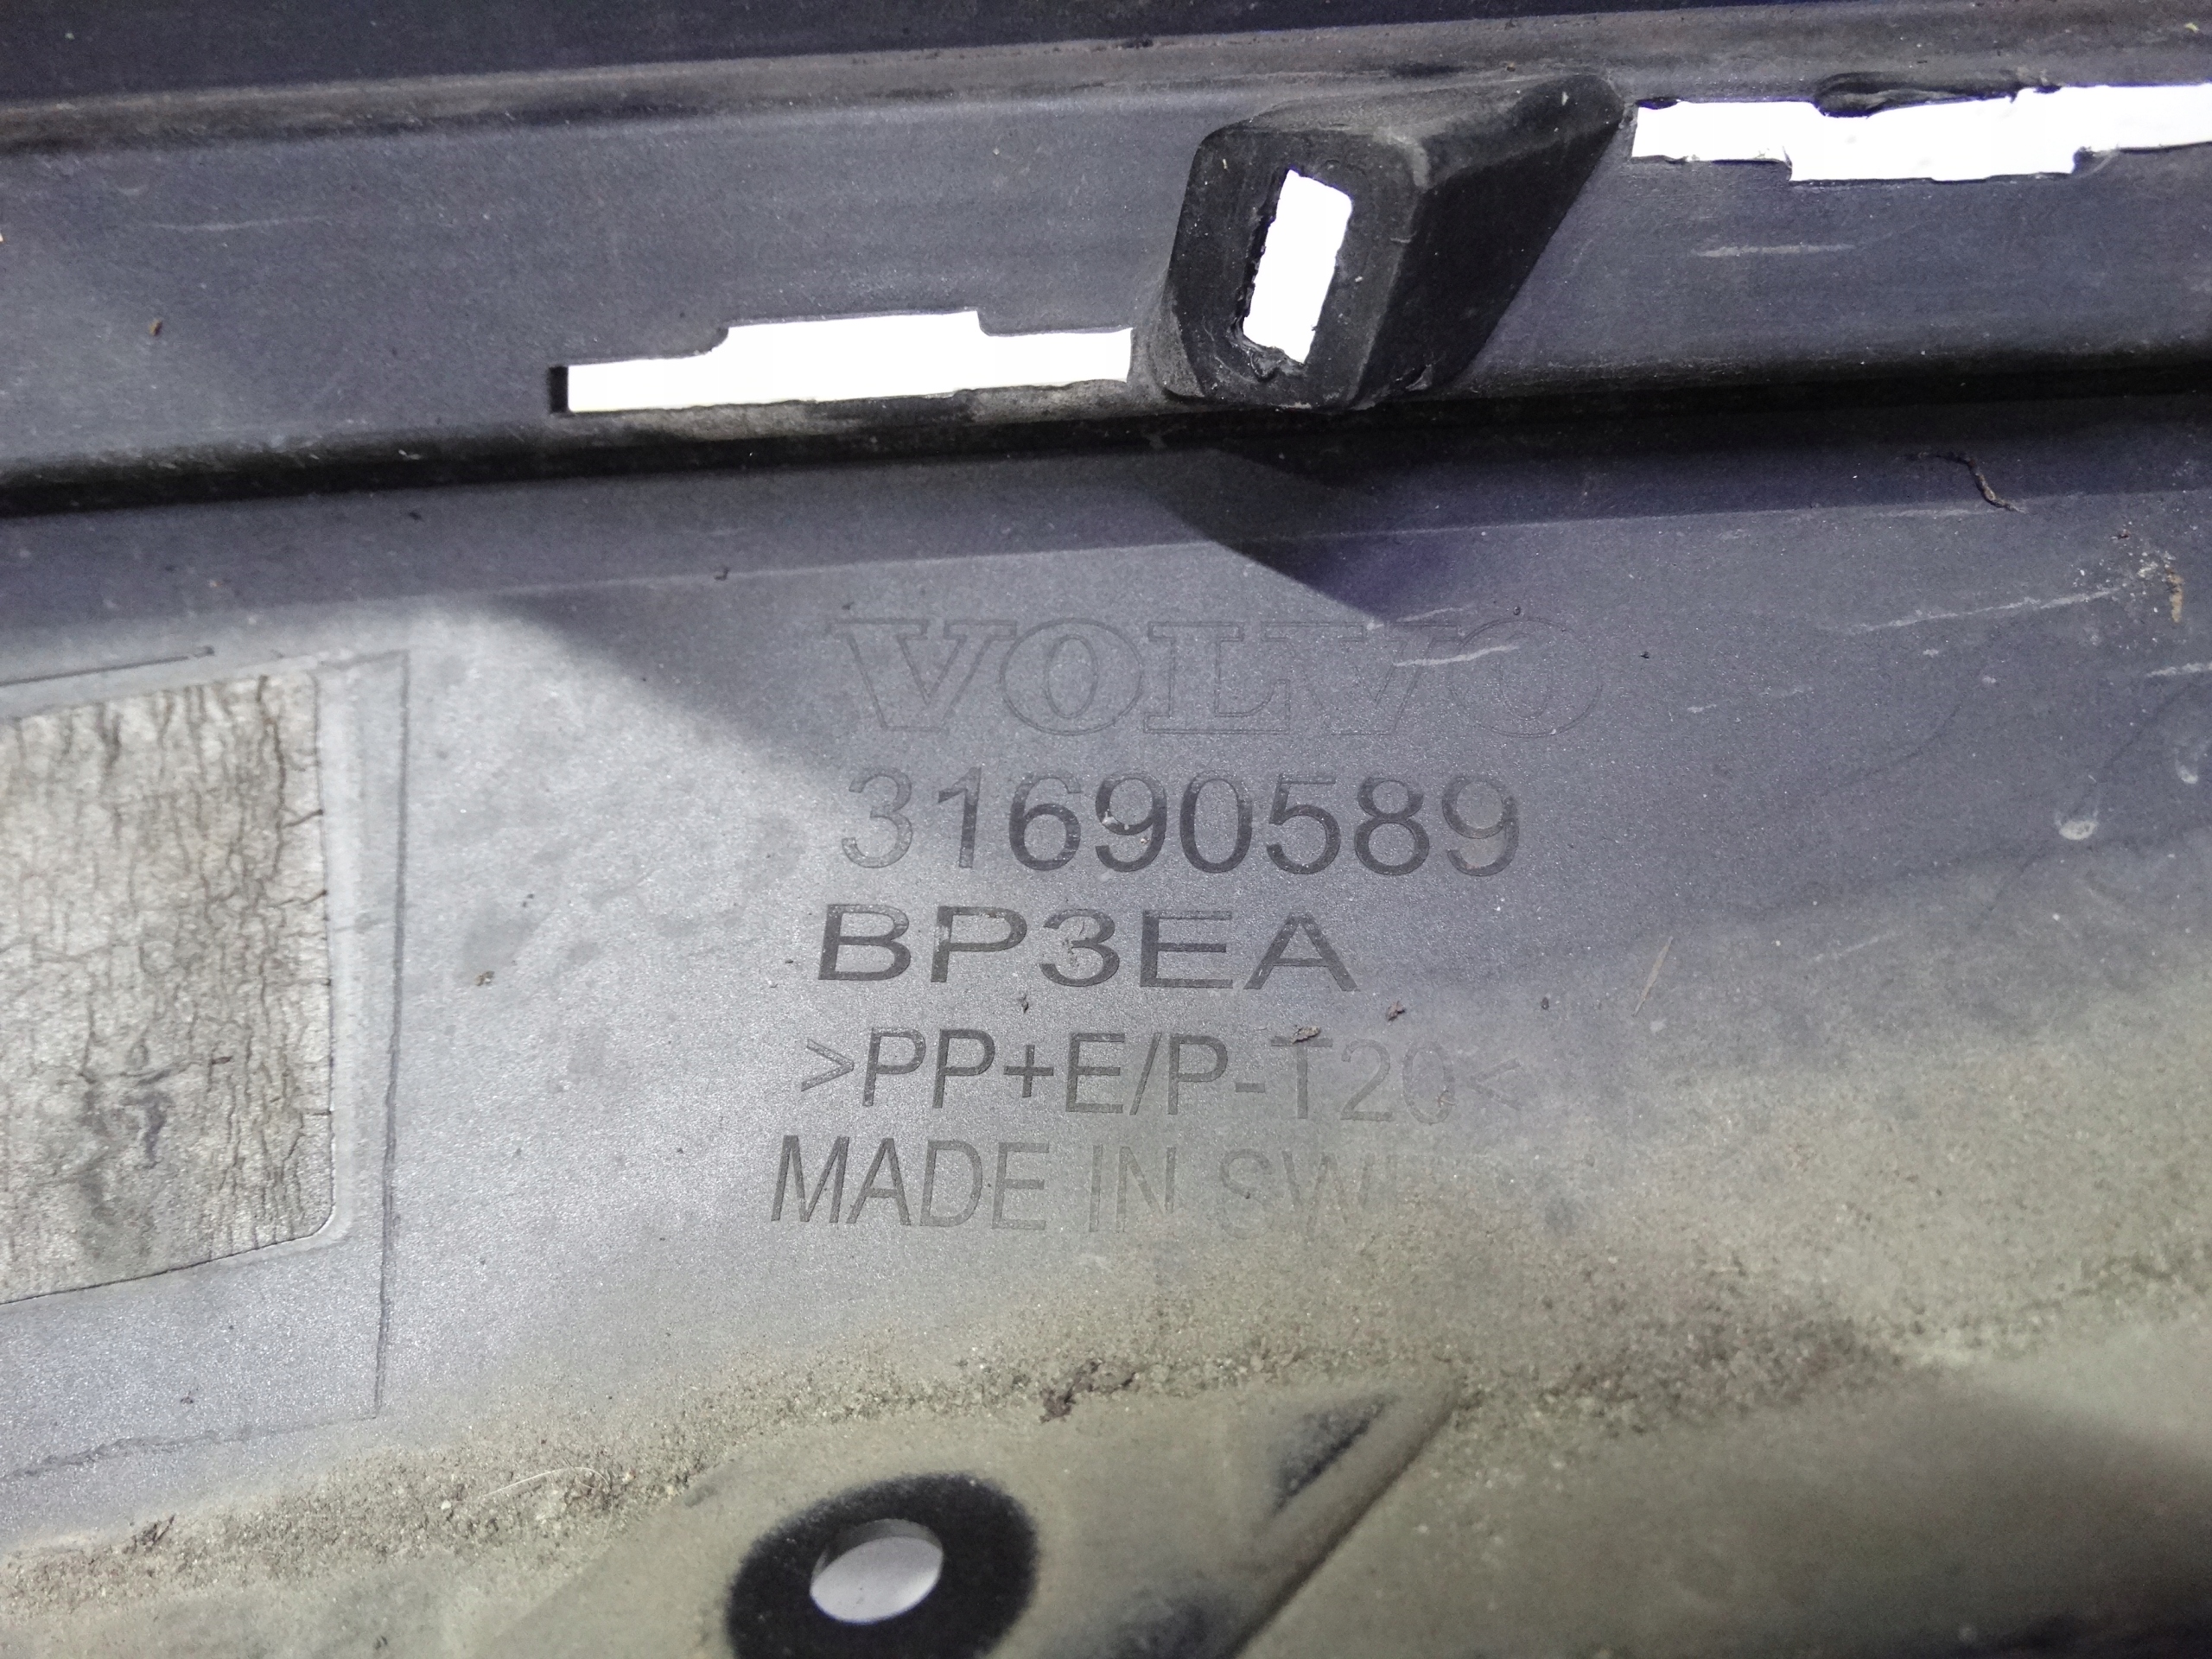 VOLVO
31690589
BP3EA
>PP+E/P-T20<
MADE IN